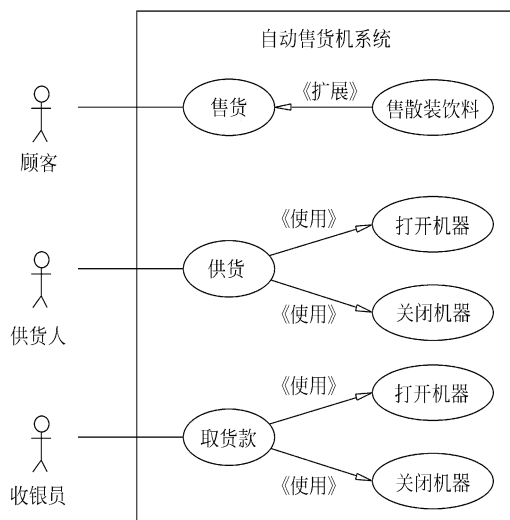 自动售货机系统
顾客
售货
《扩展》
售散装饮料
供货人
供货
《使用》
打开机器
《使用》
关闭机器
收银员
取货款
《使用》
打开机器
《使用》
关闭机器